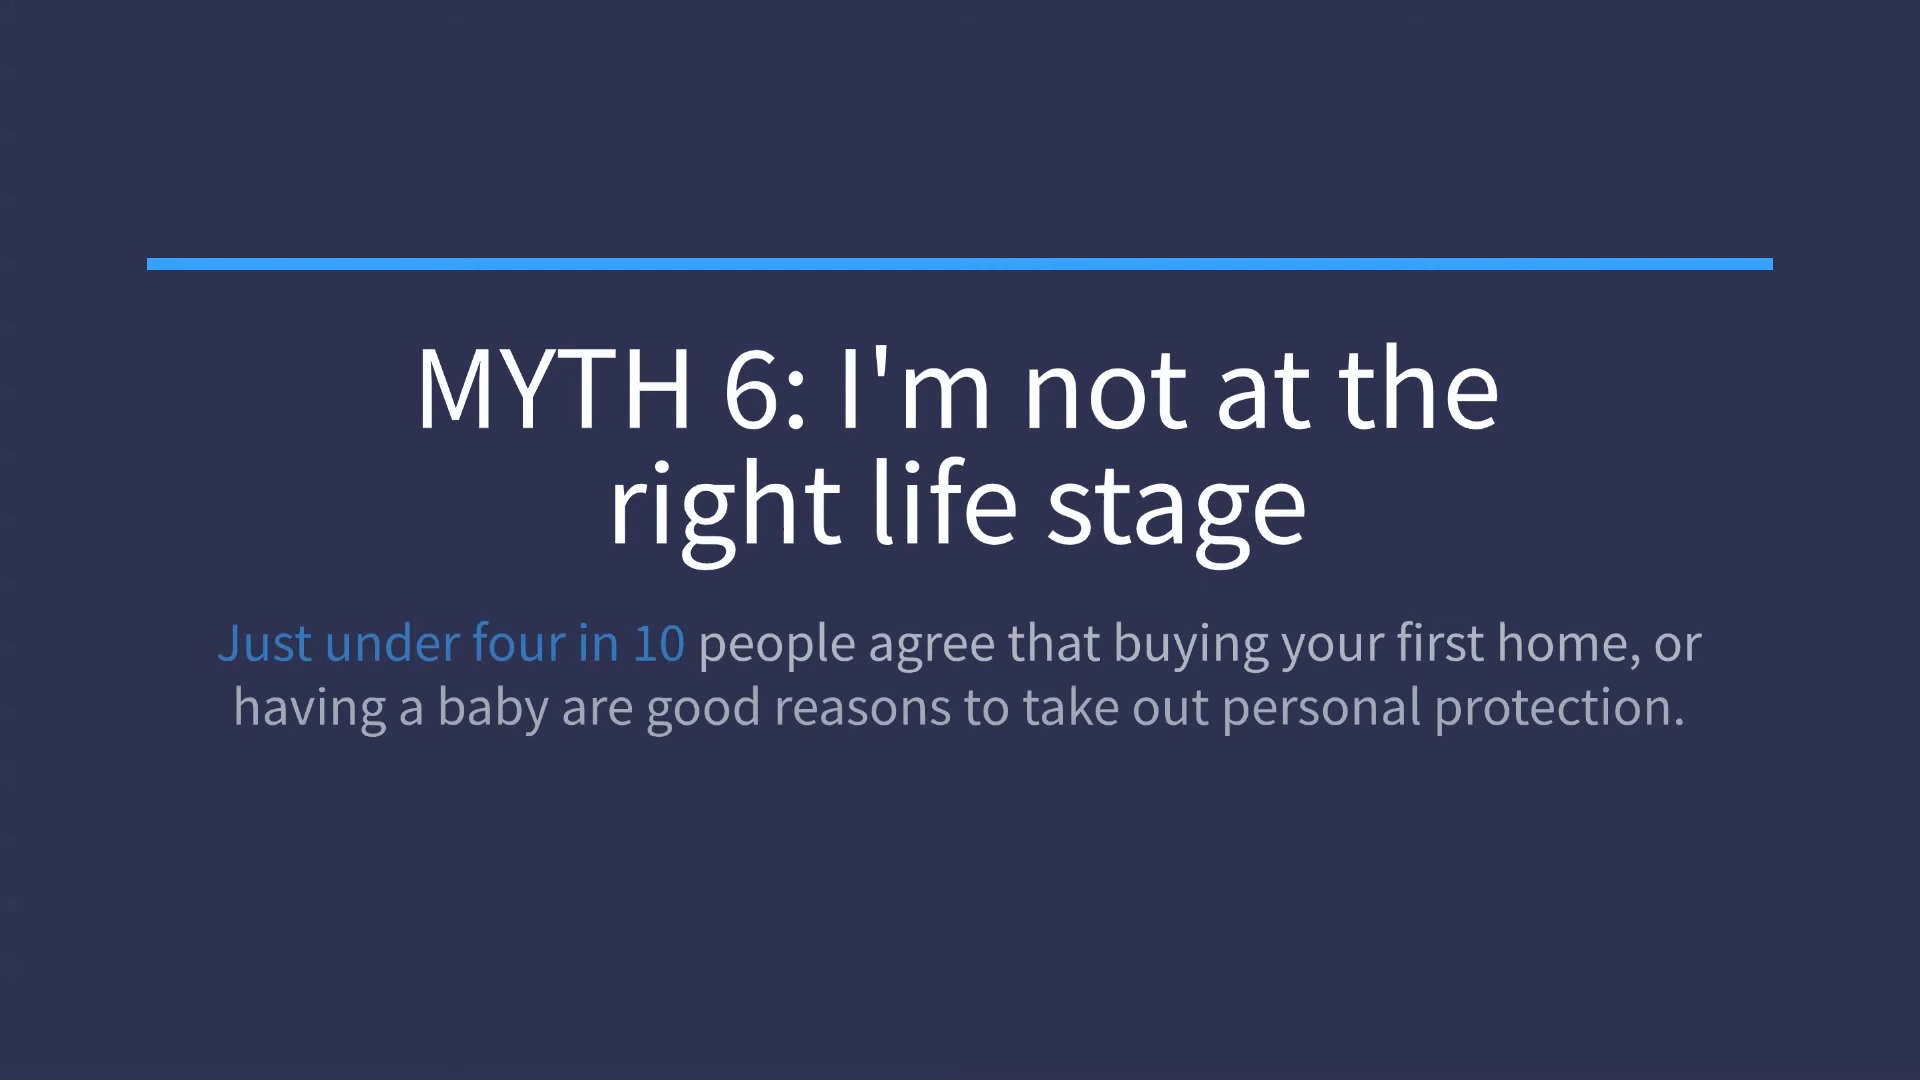 MYTH 6: I'm not at the
right life stage
Just under four in 10 people agree that buying your first home, or
having a baby are good reasons to take out personal protection.